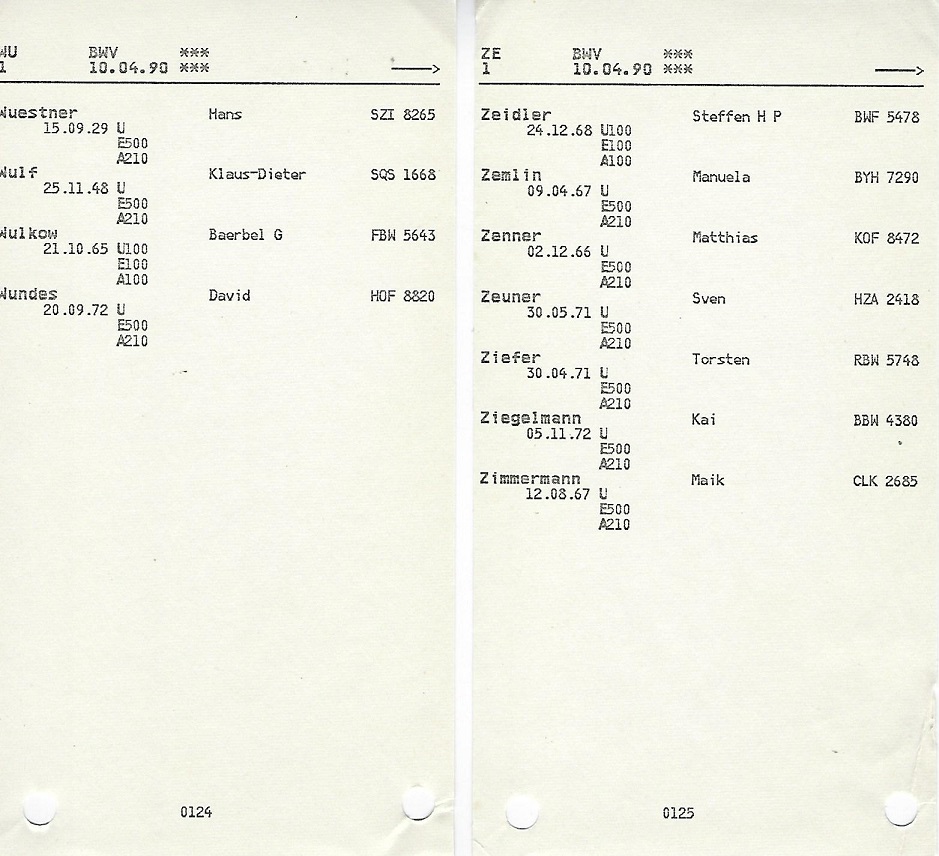 WU BWV ***
1 10.04.90 *** ———>
Wuestner Hans SZI 8265
15.09.29 U
E500
A210
Wulf Klaus-Dieter SQS 1668
25.11.48 U
E500
A210
Wulkow Baerbel G FBW 5643
21.10.65 U100
E100
A100
Wundes David HOF 8820
20.09.72 U
E500
A210
0124
ZE BWV ***
1 10.04.90 *** ———>
Zeidler Steffen H P BWF 5478
24.12.68 U100
E100
A100
Zemlin Manuela BYH 7290
09.04.67 U
E500
A210
Zenner Matthias KOF 8472
02.12.66 U
E500
A210
Zeuner Sven HZA 2418
30.05.71 U
E500
A210
Ziefer Torsten RBW 5748
30.04.71 U
E500
A210
Ziegelmann Kai BBW 4380
05.11.72 U
E500
A210
Zimmermann Maik CLK 2685
12.08.67 U
E500
A210
0125